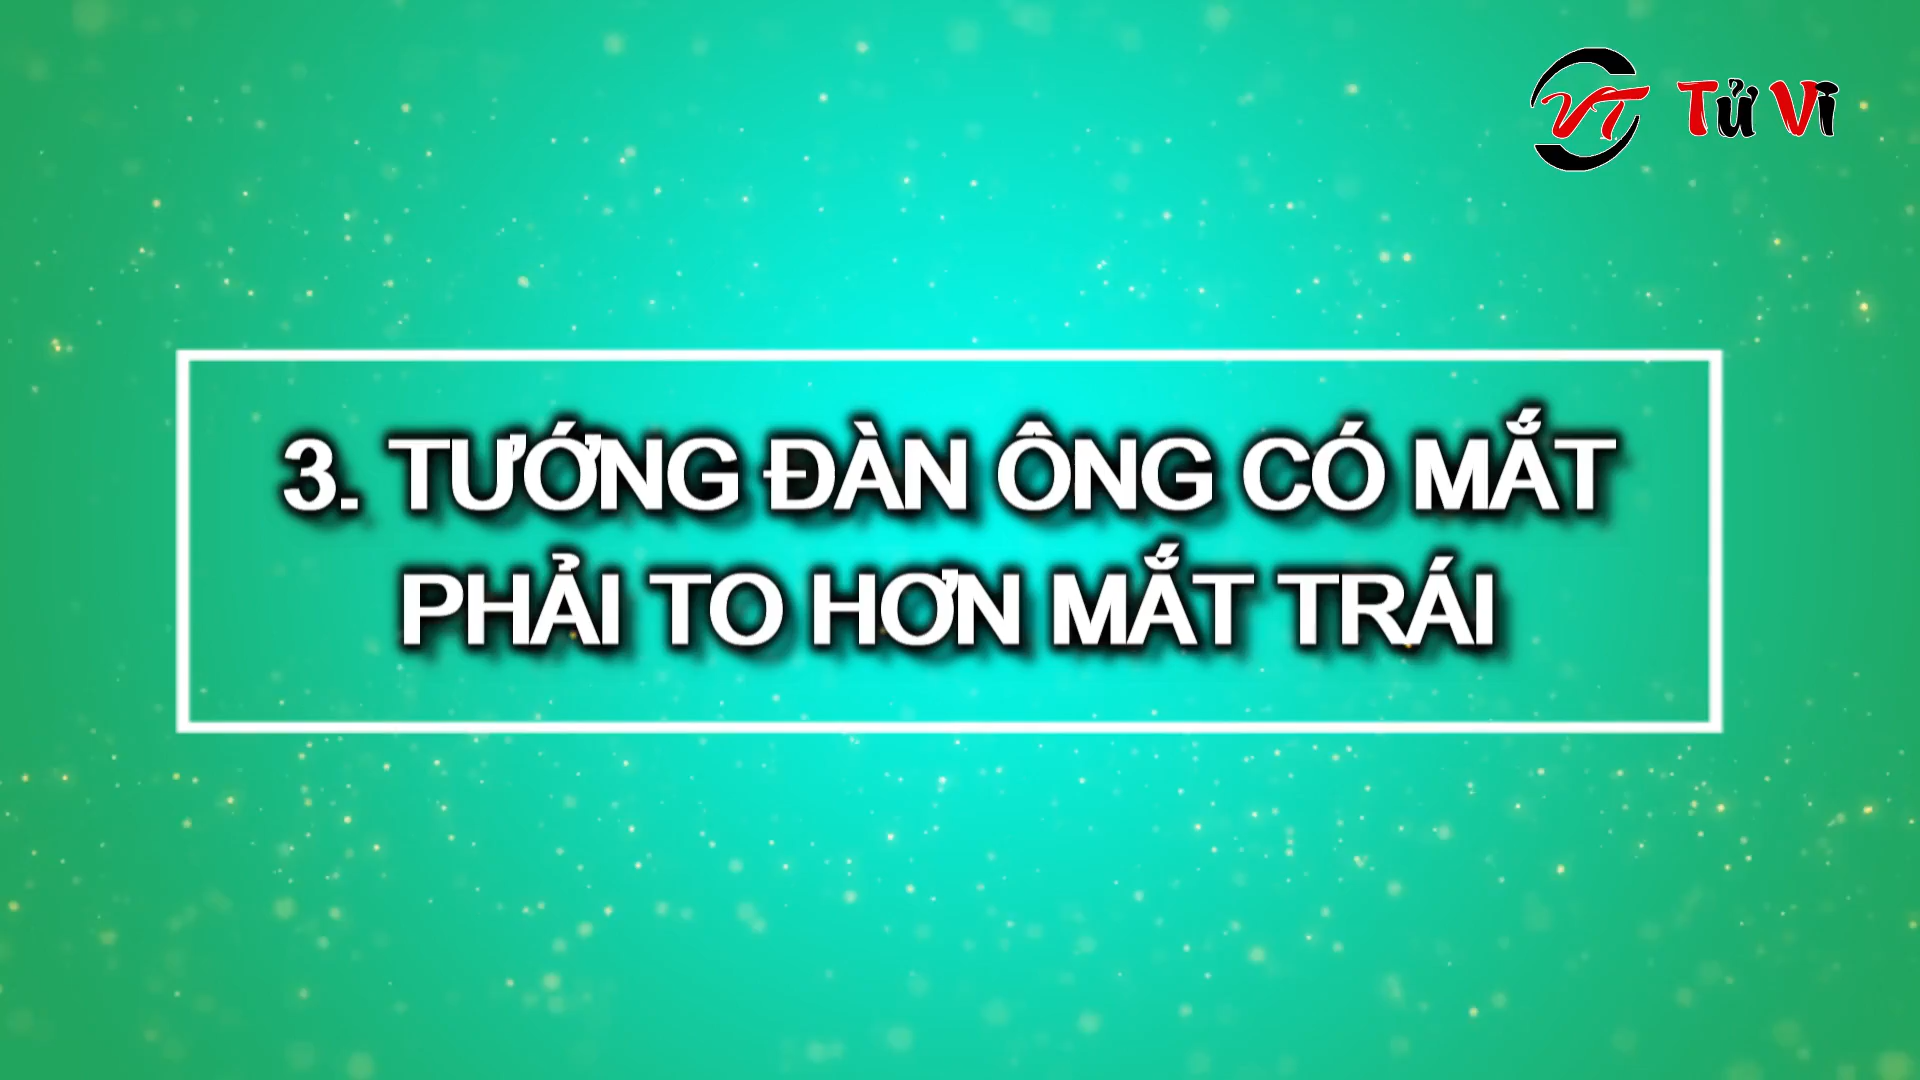 VT Tử Vi
3. TƯỚNG ĐÀN ÔNG CÓ MẮT
PHẢI TO HƠN MẮT TRÁI